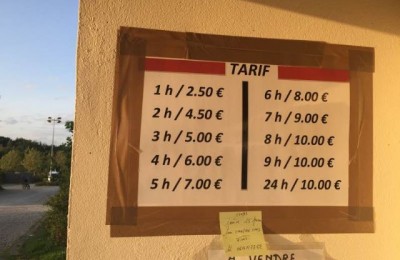 TARIF
1 h / 2.50 €
2 h / 4.50 €
3 h / 5.00 €
4 h / 6.00 €
5 h / 7.00 €
6 h / 8.00 €
7 h / 9.00 €
8 h / 10.00 €
9 h / 10.00 €
24 h / 10.00 €
VENDRE